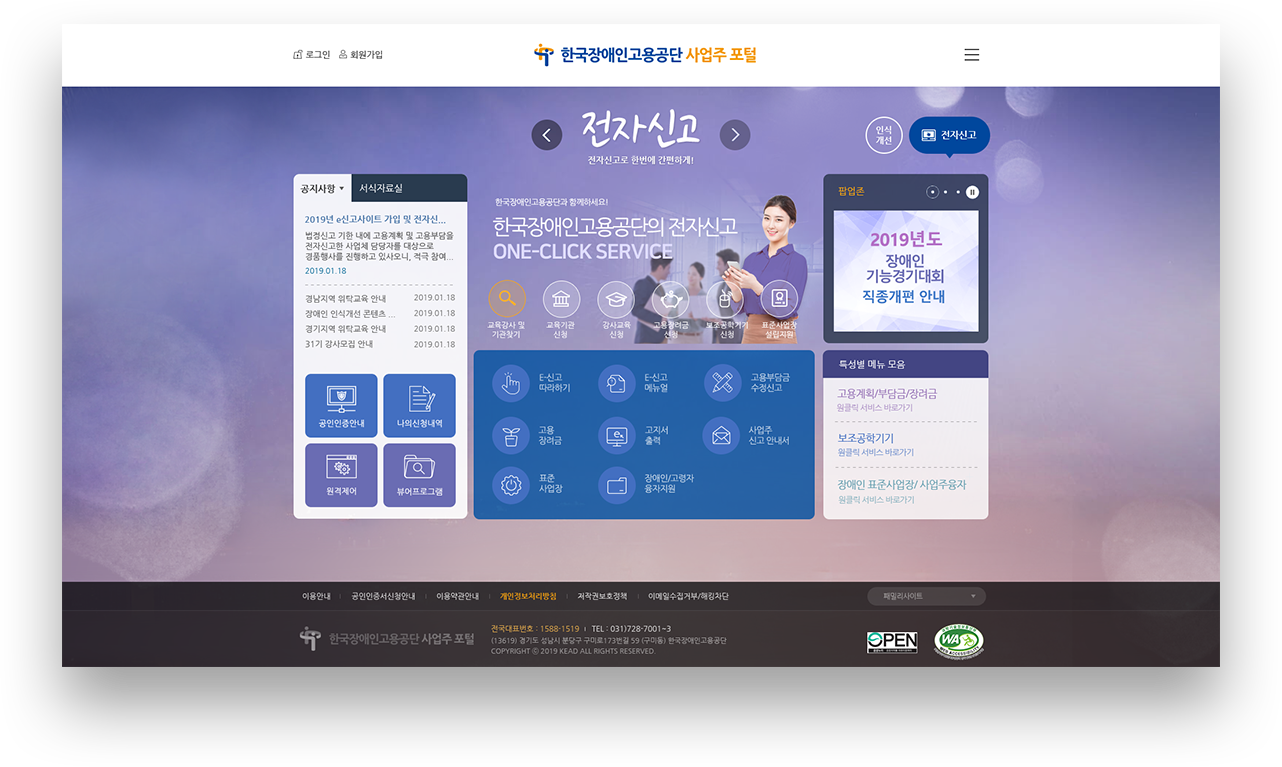 로그인
회원가입
한국장애인고용공단 사업주 포털
전자신고
전자신고로 한번에 간편하게!
인식
개선
전자신고
공지사항
서식자료실
2019년 e신고사이트 가입 및 전자신...
법정신고 기한 내에 고용계획 및 고용부담을
전자신고한 사업체 담당자를 대상으로
경품행사를 진행하고 있사오니, 적극 참여...
2019.01.18
경남지역 위탁교육 안내 2019.01.18
장애인 인식개선 콘텐츠 ... 2019.01.18
경기지역 위탁교육 안내 2019.01.18
31기 강사모집 안내 2019.01.18
공인인증안내
나의신청내역
원격제어
뷰어프로그램
한국장애인고용공단과 함께하세요!
한국장애인고용공단의 전자신고
ONE-CLICK SERVICE
교육강사 및
기관찾기
교육기관
신청
강사교육
신청
고용장려금
신청
보조공학기기
신청
표준사업장
설립지원
E-신고
따라하기
E-신고
메뉴얼
고용부담금
수정신고
고용
장려금
고지서
출력
사업주
신고 안내서
표준
사업장
장애인/고령자
융자지원
팝업존
2019년도
장애인
기능경기대회
직종개편 안내
특성별 메뉴 모음
고용계획/부담금/장려금
원클릭 서비스 바로가기
보조공학기기
원클릭 서비스 바로가기
장애인 표준사업장/ 사업주융자
원클릭 서비스 바로가기
이용안내
공인인증서신청안내
이용약관안내
개인정보처리방침
저작권보호정책
이메일수집거부/해킹차단
패밀리사이트
한국장애인고용공단 사업주 포털
전국대표번호 : 1588-1519 | TEL : 031)728-7001~3
(13619) 경기도 성남시 분당구 구미로173번길 59 (구미동) 한국장애인고용공단
COPYRIGHT ⓒ 2019 KEAD ALL RIGHTS RESERVED.
OPEN
WA